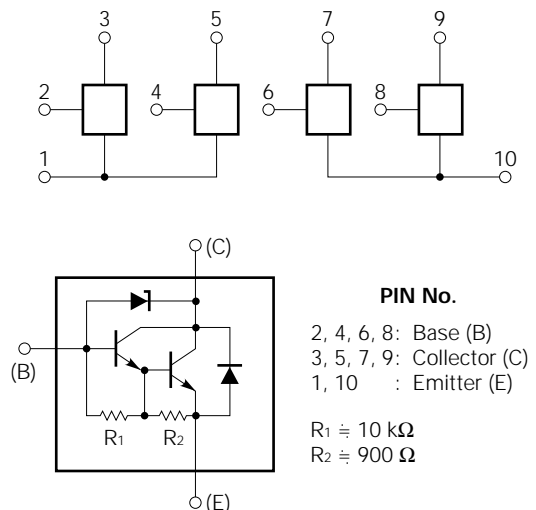 3 5 7 9
2 4 6 8
1 10
(C)
(B)
R1 R2
(E)
PIN No.
2, 4, 6, 8: Base (B)
3, 5, 7, 9: Collector (C)
1, 10 : Emitter (E)
R1 ≒ 10 kΩ
R2 ≒ 900 Ω